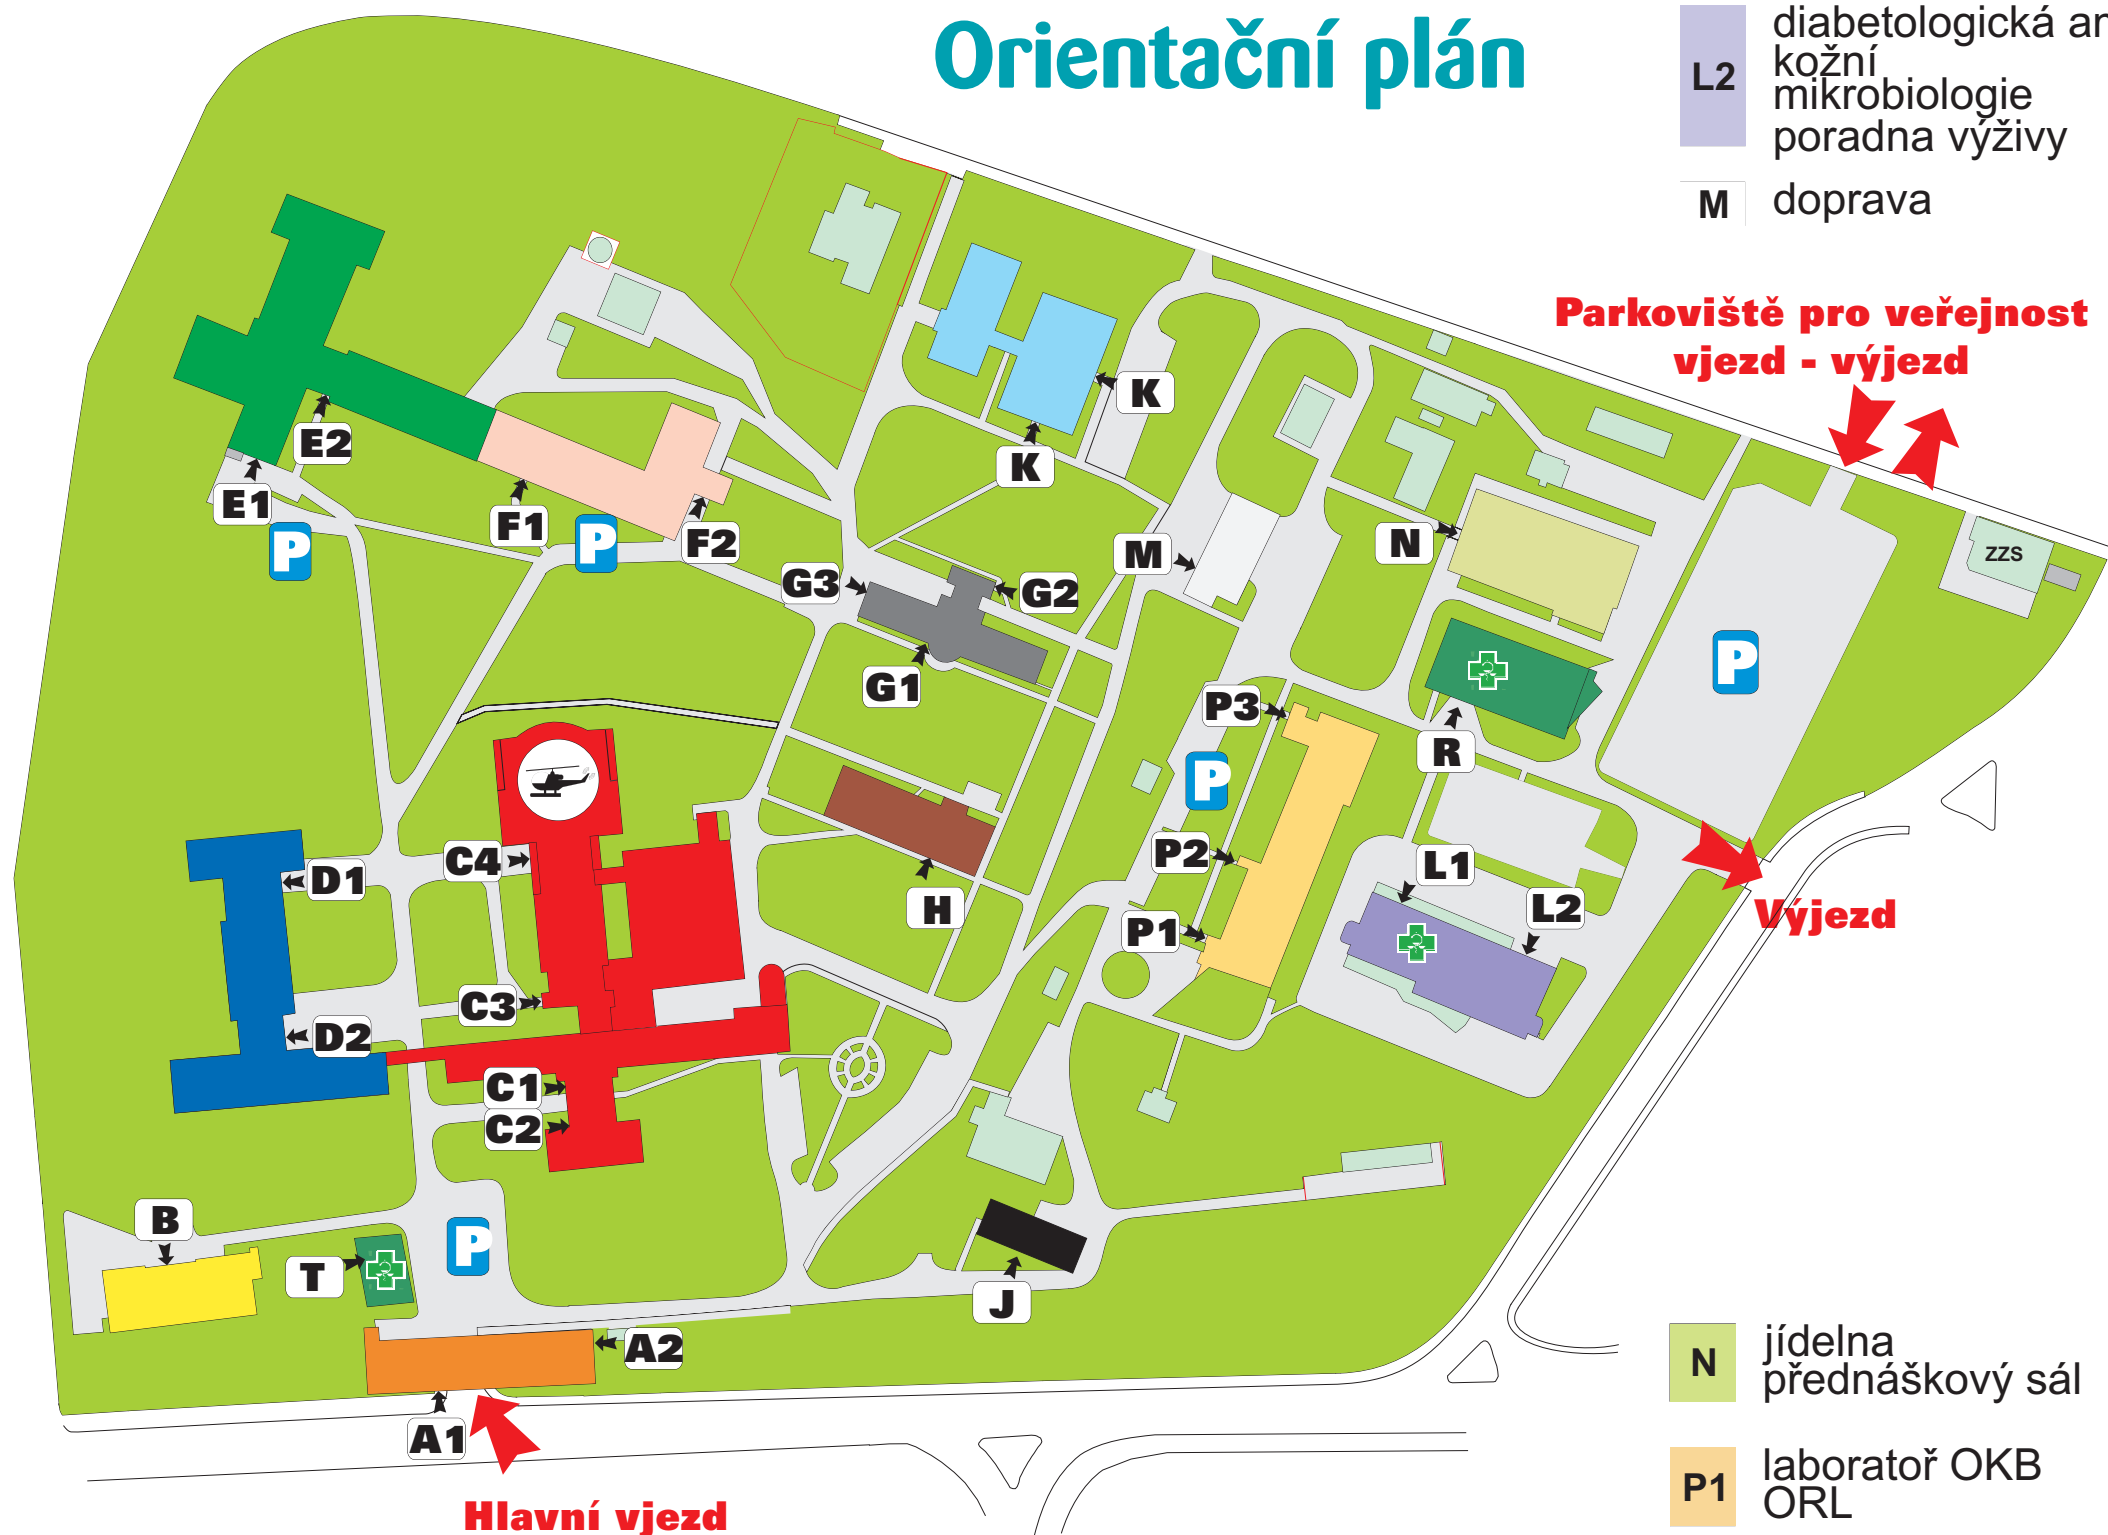 Orientační plán
L2
diabetologická
kožní
mikrobiologie
poradna výživy
M
doprava
Parkoviště pro veřejnost
vjezd - výjezd
K
K
E2
E1
P
F1
P
F2
M
N
ZZS
G3
G2
G1
P
P3
R
P
C4
D1
H
P2
L1
L2
P1
Výjezd
C3
D2
C1
C2
B
T
P
J
A2
A1
Hlavní vjezd
N
jídelna
přednáškový sál
P1
laboratoř OKB
ORL